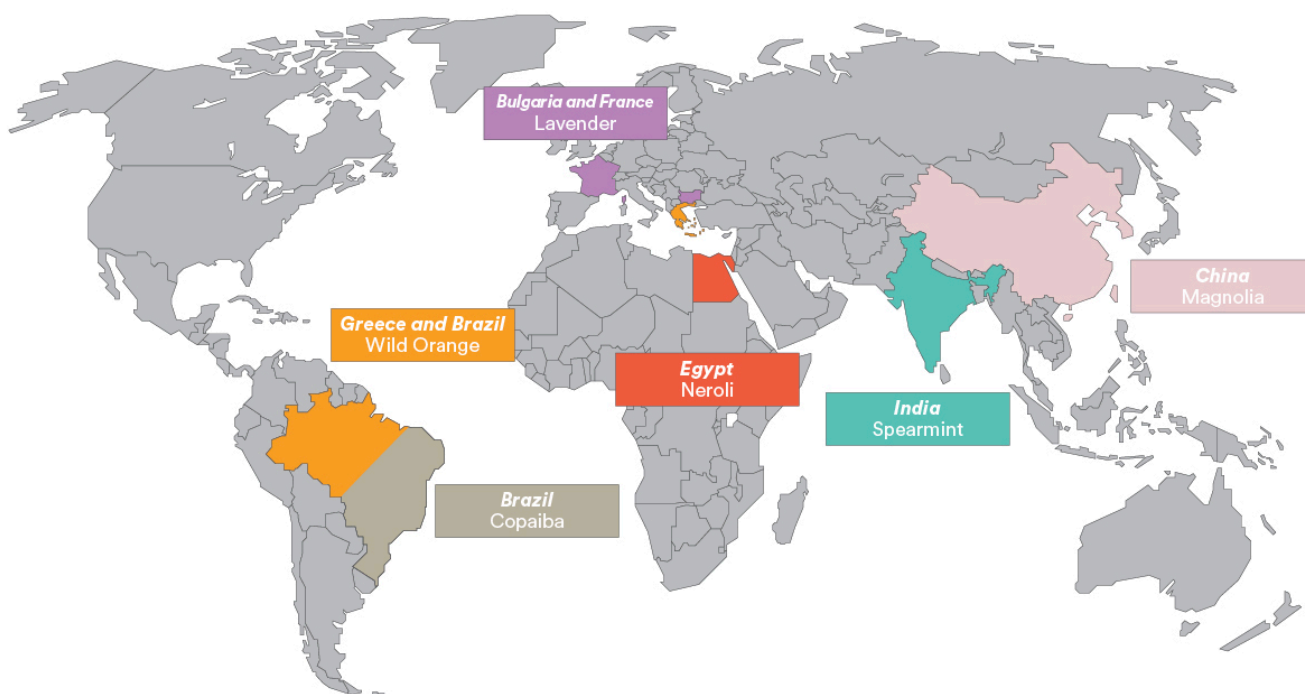 Bulgaria and France
Lavender
China
Magnolia
Greece and Brazil
Wild Orange
Egypt
Neroli
India
Spearmint
Brazil
Copaiba